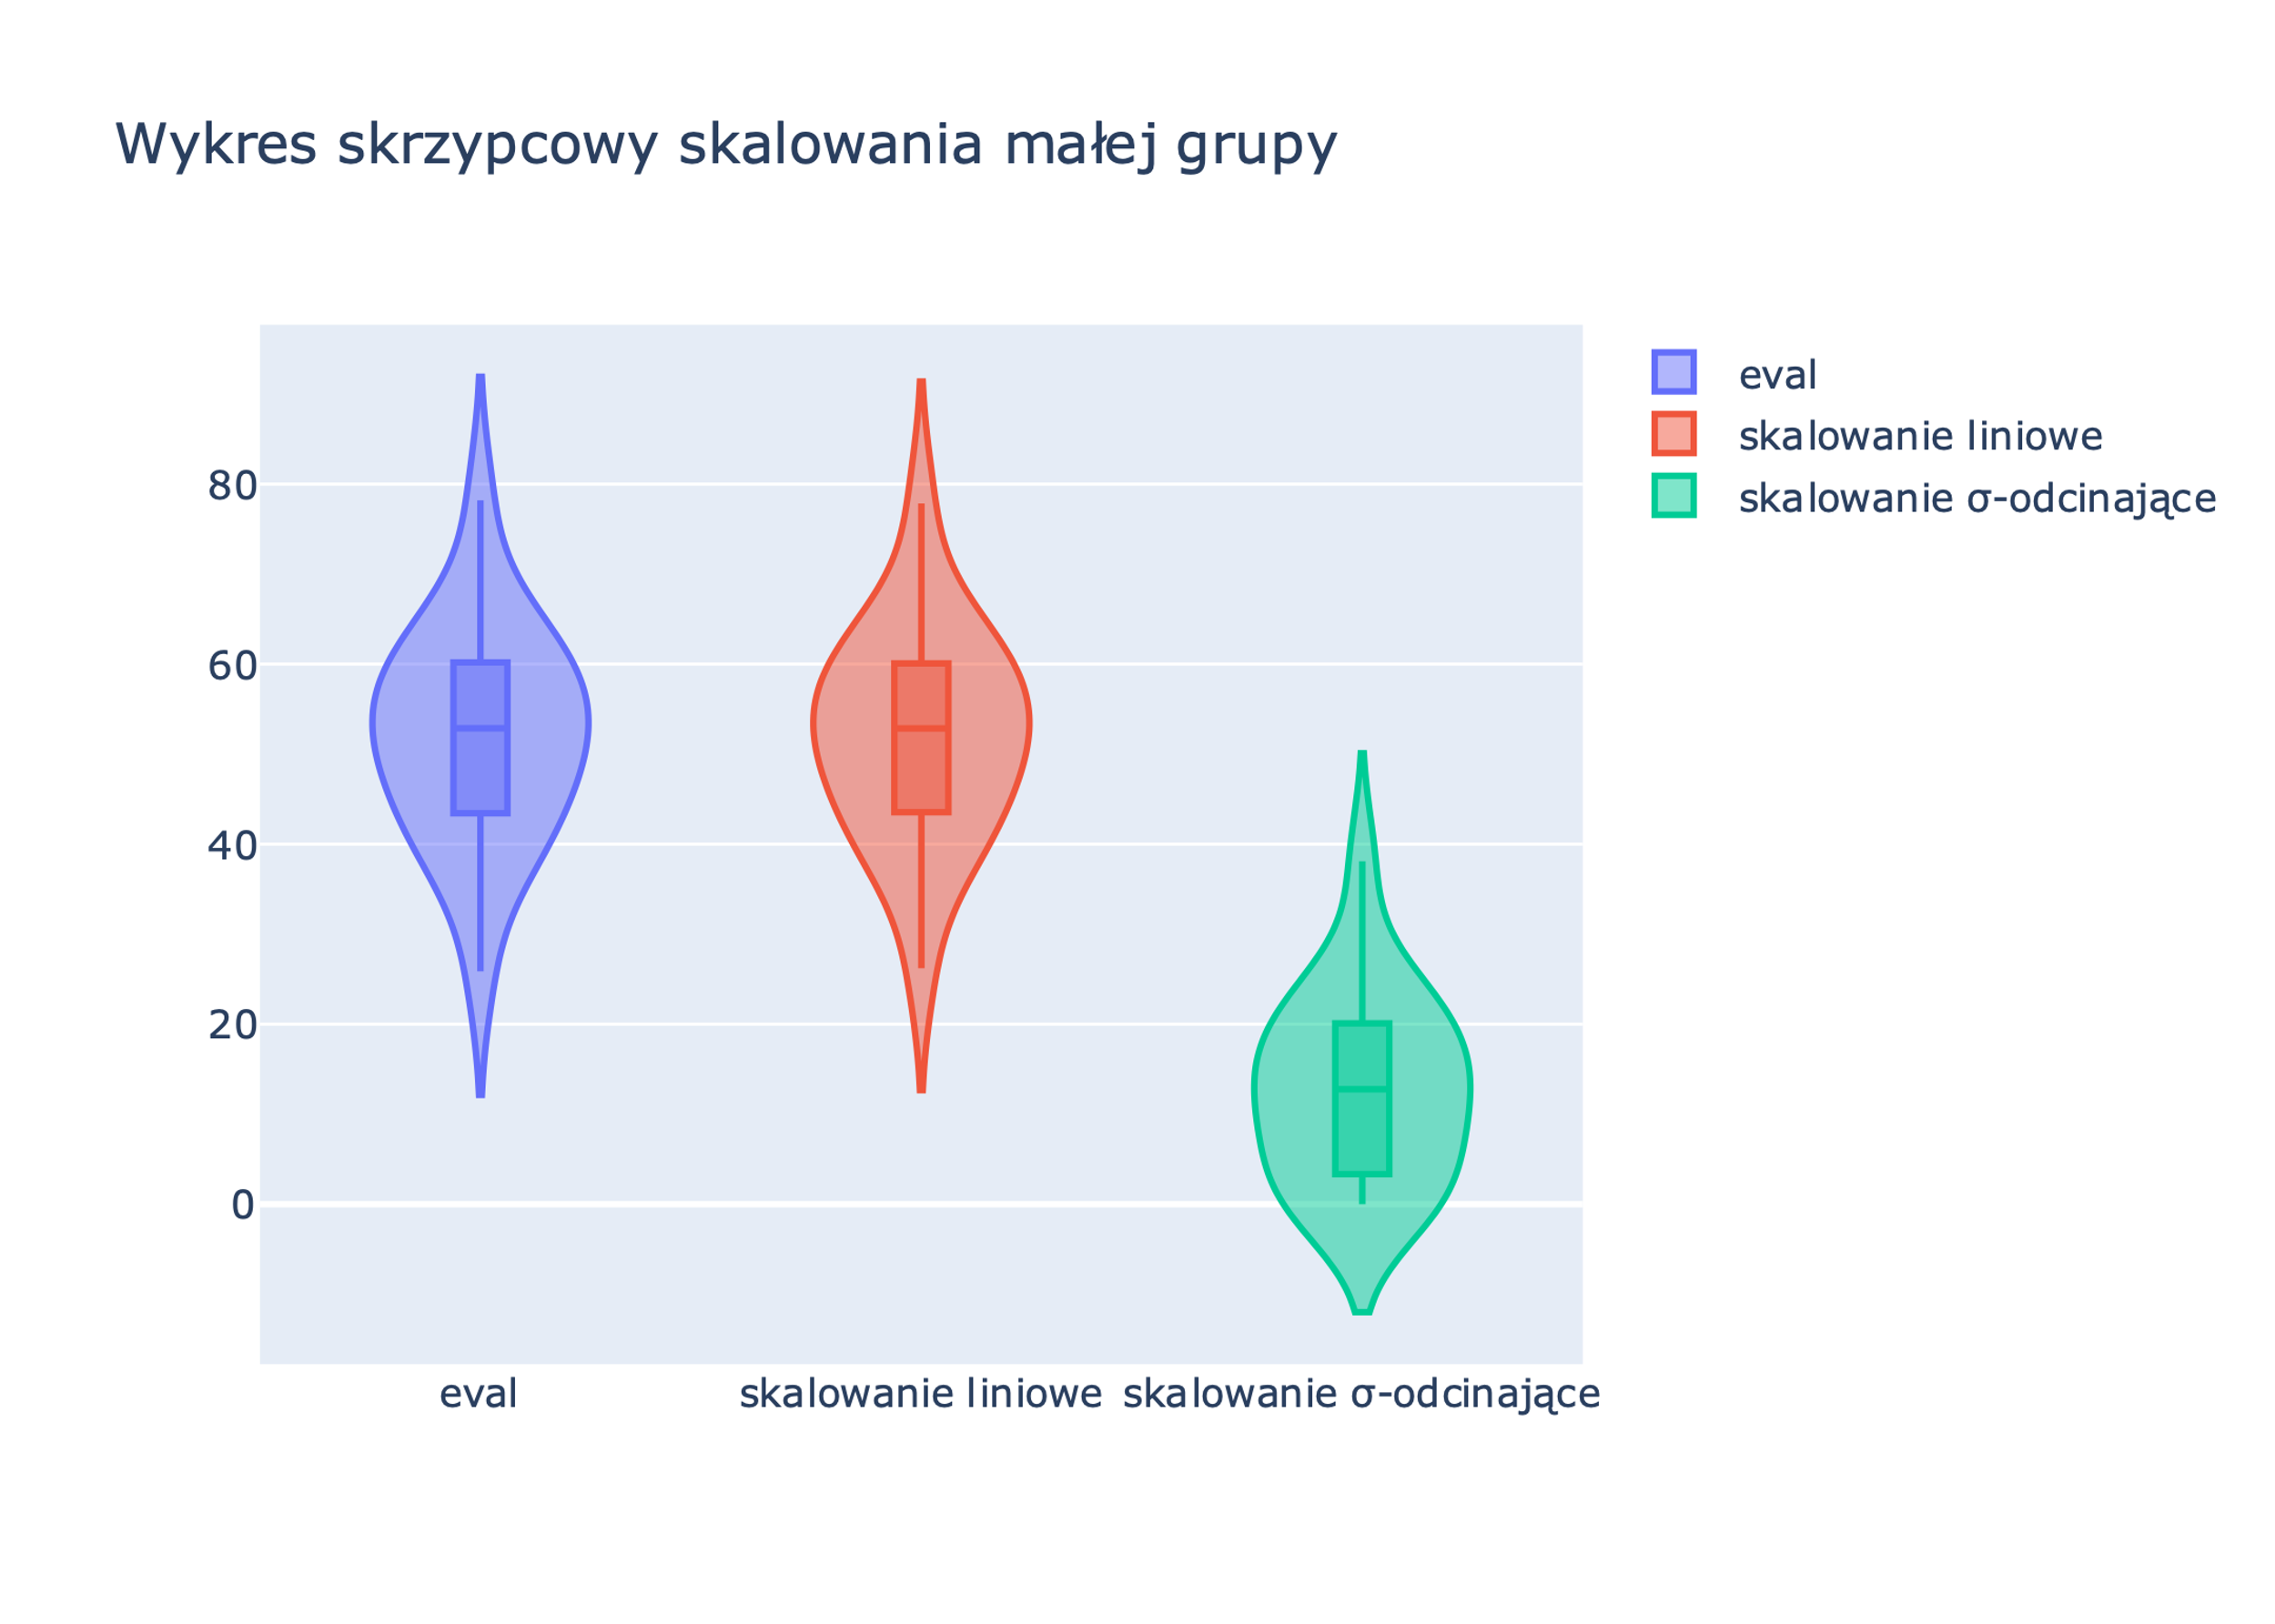 Wykres skrzypcowy skalowania małej grupy
eval
skalowanie liniowe
skalowanie σ-odcinające
80
60
40
20
0
eval
skalowanie liniowe
skalowanie σ-odcinające